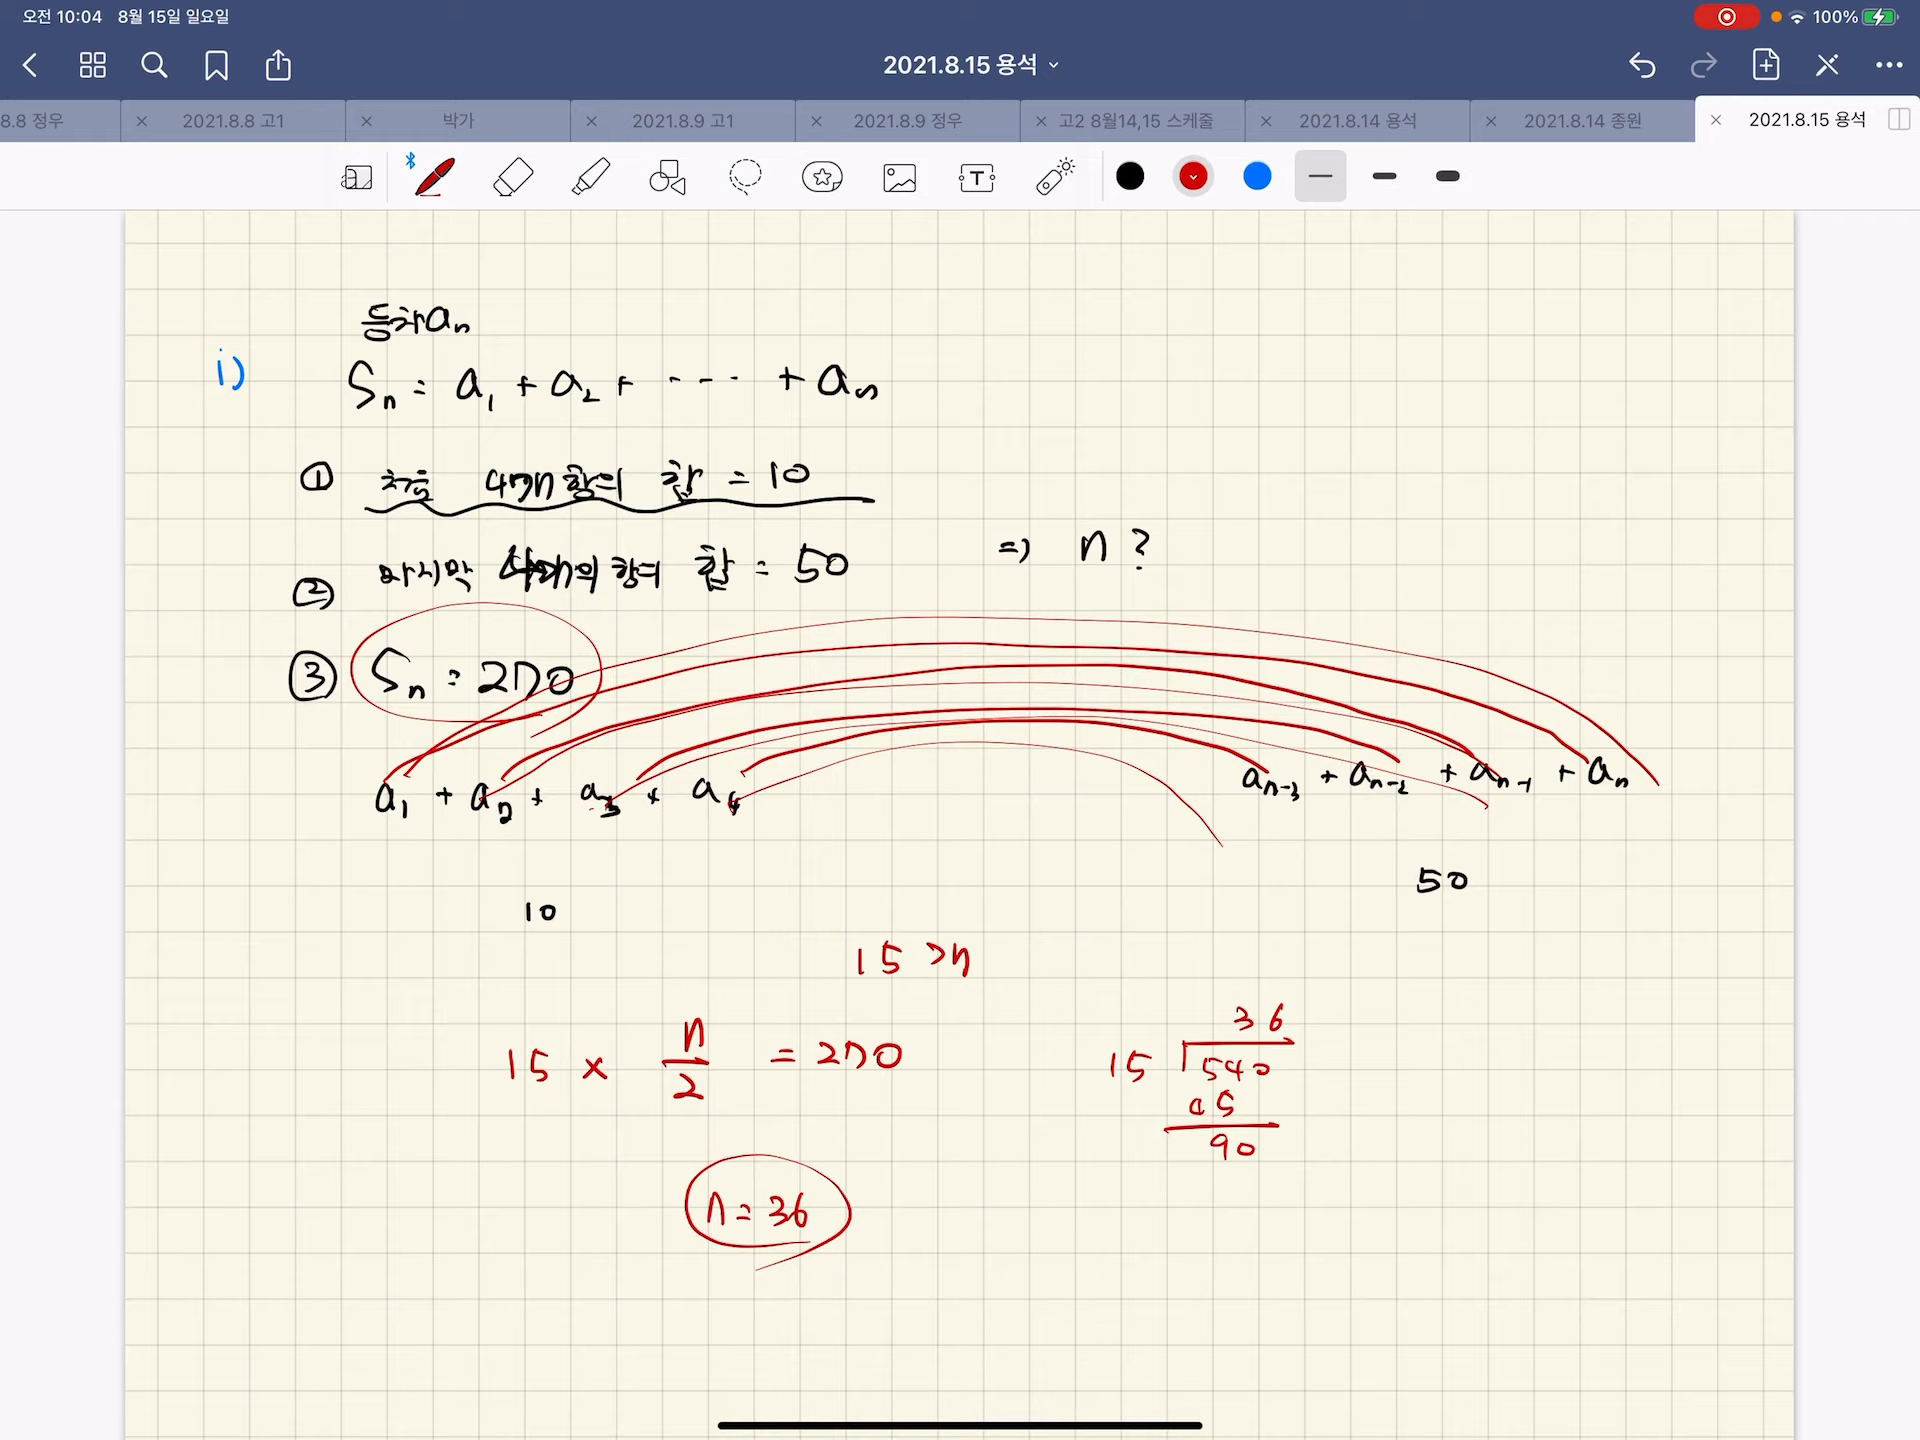 오전 10:04 8월 15일 일요일
100%
2021.8.15 용석
8.8 정우
2021.8.8 고1
박가
2021.8.9 고1
2021.8.9 정우
고2 8월14,15 스케줄
2021.8.14 용석
2021.8.14 종원
2021.8.15 용석
등차 aₙ
i) Sₙ = a₁ + a₂ + ---- + aₙ
① 처음 4개 항의 합 = 10
② 마지막 4개의 항의 합 = 50 => n ?
③ Sₙ = 270
a₁ + a₂ + a₃ + a₄ aₙ₋₃ + aₙ₋₂ + aₙ₋₁ + aₙ
50
10
15 × n/2 = 270
36
15 540
90
n = 36